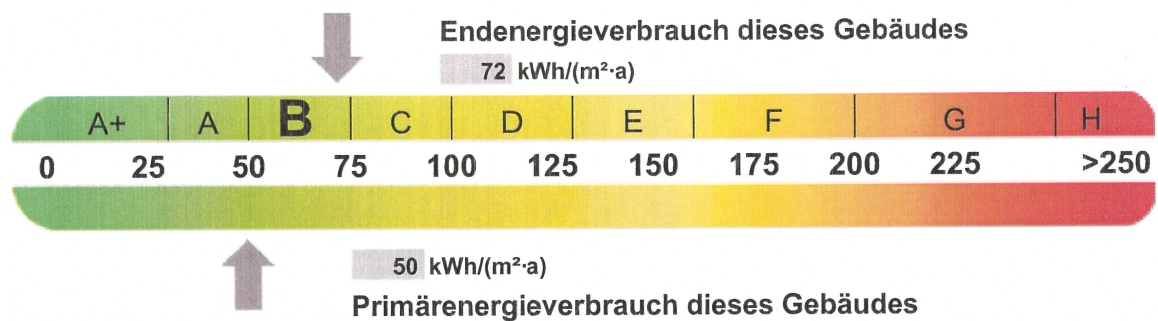 Endenergieverbrauch dieses Gebäudes
72 kWh/(m²·a)
A+ A B C D E F G H
0 25 50 75 100 125 150 175 200 225 >250
50 kWh/(m²·a)
Primärenergieverbrauch dieses Gebäudes